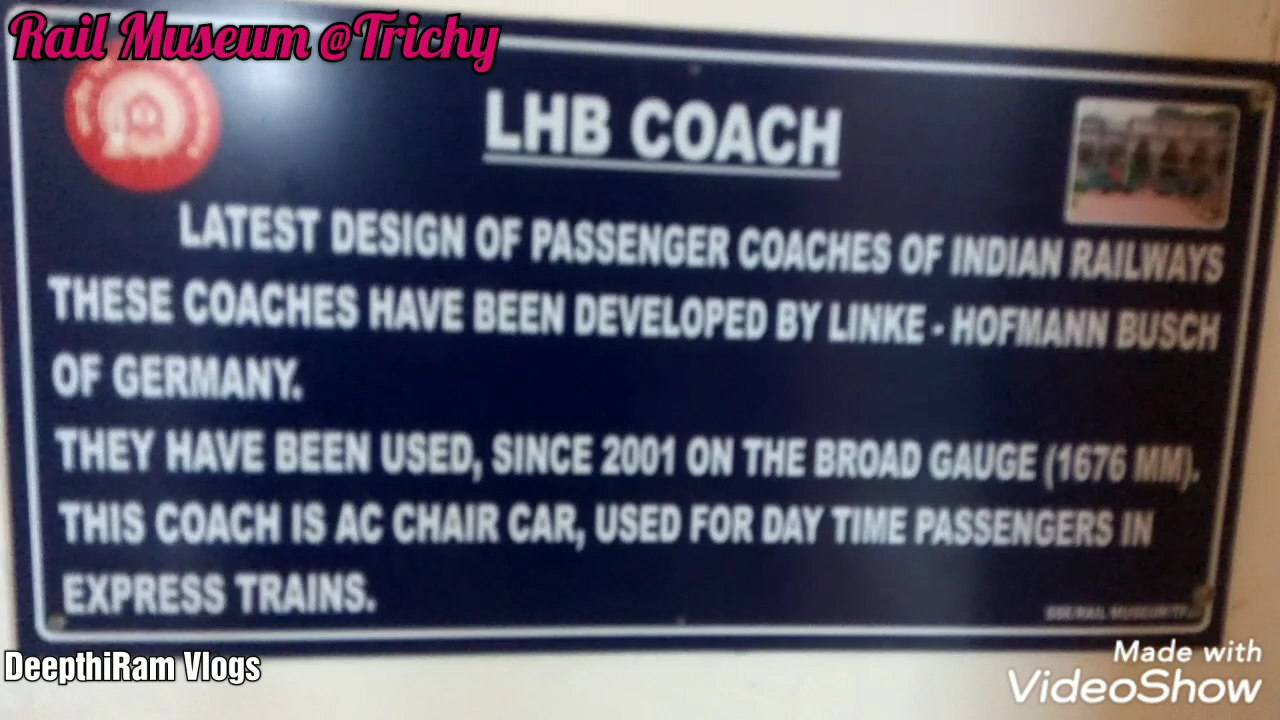 Rail Museum @Trichy
LHB COACH
LATEST DESIGN OF PASSENGER COACHES OF INDIAN RAILWAYS
THESE COACHES HAVE BEEN DEVELOPED BY LINKE - HOFMANN BUSCH
OF GERMANY.
THEY HAVE BEEN USED, SINCE 2001 ON THE BROAD GAUGE (1676 MM).
THIS COACH IS AC CHAIR CAR, USED FOR DAY TIME PASSENGERS IN
EXPRESS TRAINS.
RAIL MUSEUM
DeepthiRam Vlogs
Made with
VideoShow